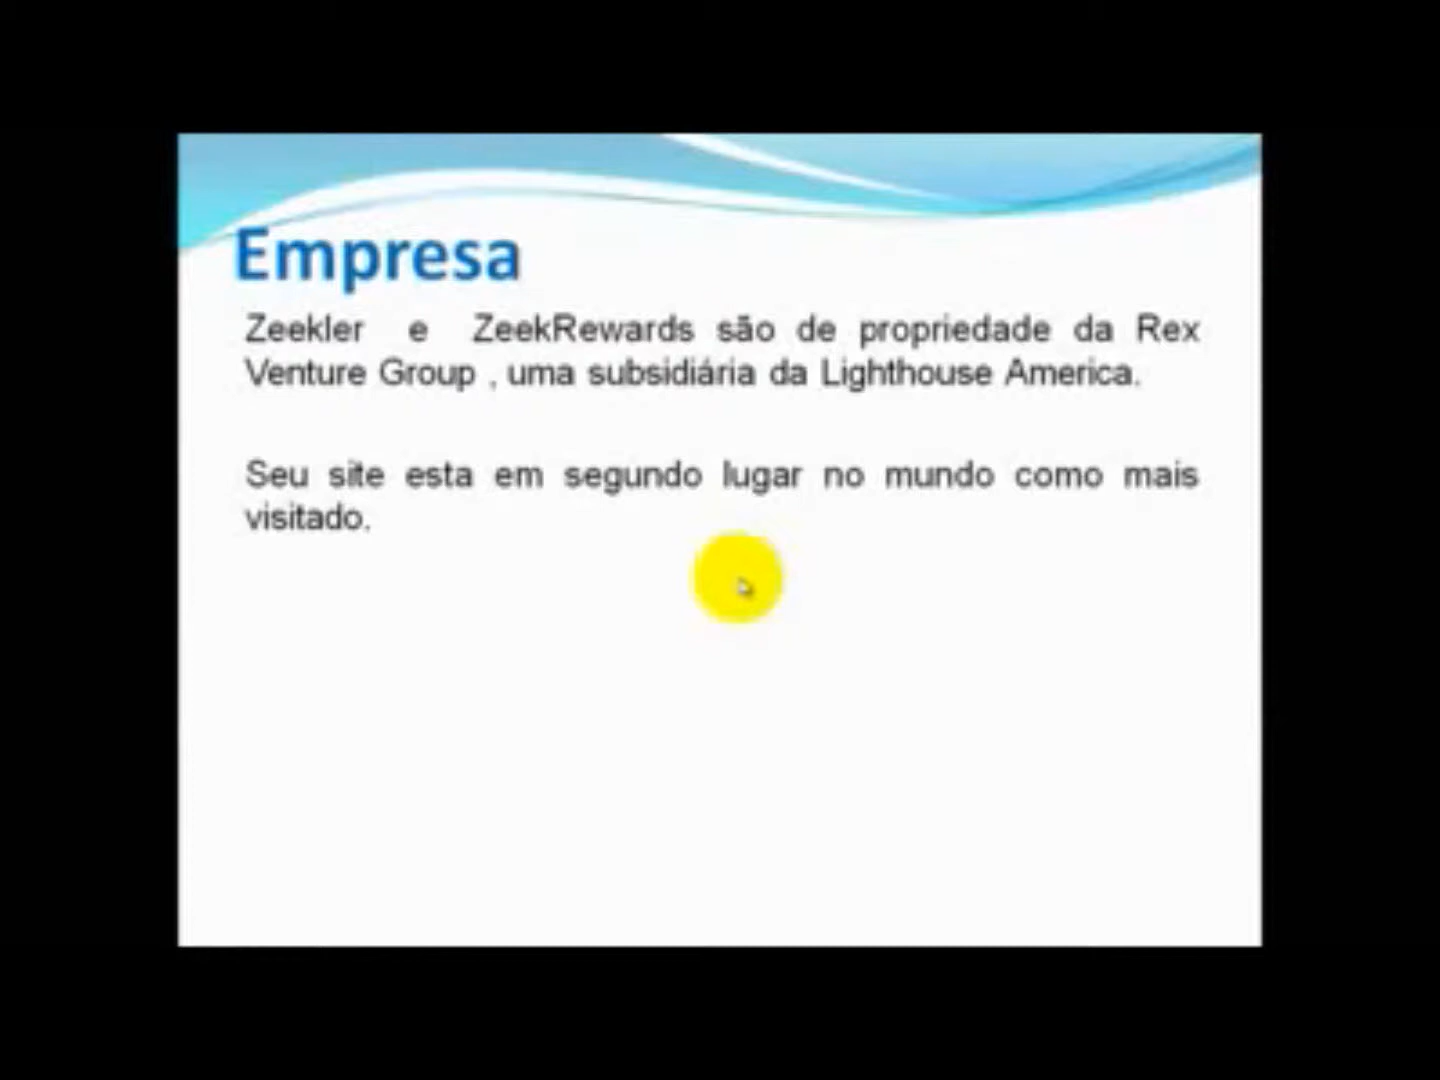 Empresa
Zeekler e ZeekRewards são de propriedade da Rex
Venture Group , uma subsidiária da Lighthouse America.
Seu site esta em segundo lugar no mundo como mais
visitado.